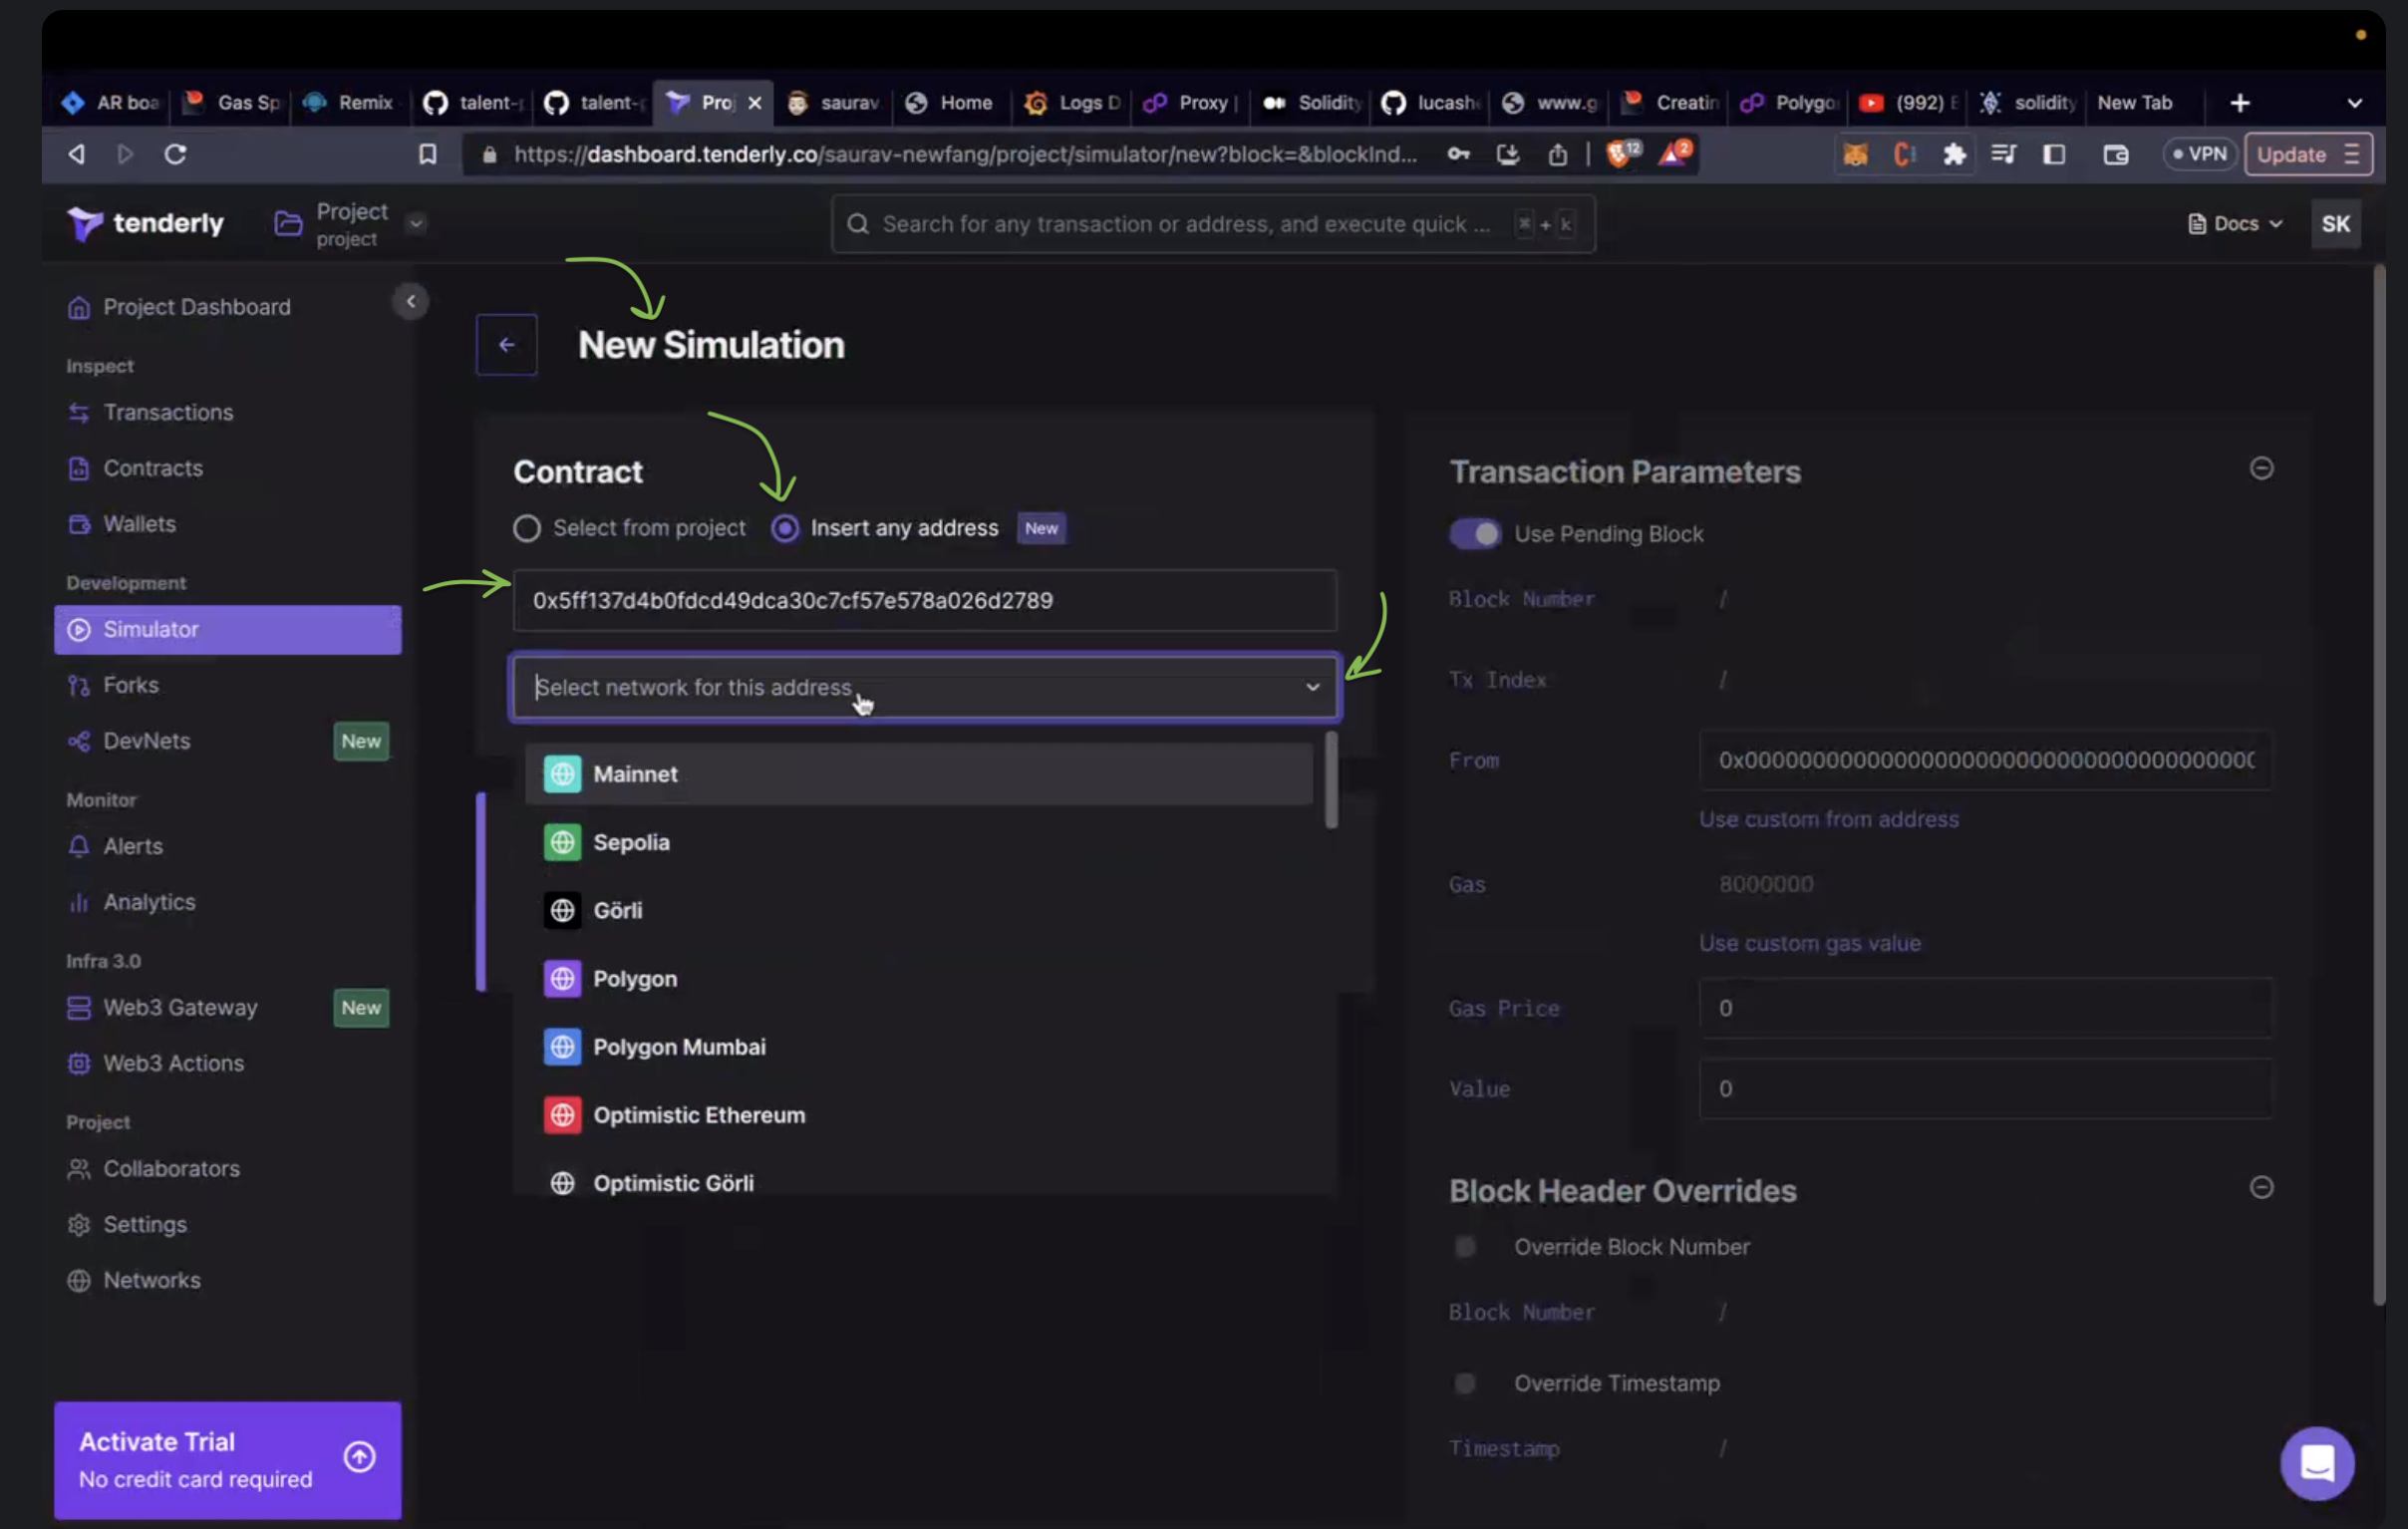 AR boa
Gas Sp
Remix
talent-
talent-
Proj
saurav
Home
Logs D
Proxy |
Solidity
lucash
www.g
Creatin
Polygo
(992)
solidity
New Tab
https://dashboard.tenderly.co/saurav-newfang/project/simulator/new?block=&blockInd...
12
2
VPN
Update
tenderly
Project
project
Search for any transaction or address, and execute quick ...
⌘ + k
Docs
SK
Project Dashboard
Inspect
Transactions
Contracts
Wallets
Development
Simulator
Forks
DevNets
New
Monitor
Alerts
Analytics
Infra 3.0
Web3 Gateway
New
Web3 Actions
Project
Collaborators
Settings
Networks
Activate Trial
No credit card required
New Simulation
Contract
Select from project
Insert any address
New
0x5ff137d4b0fdcd49dca30c7cf57e578a026d2789
Select network for this address
Mainnet
Sepolia
Görli
Polygon
Polygon Mumbai
Optimistic Ethereum
Optimistic Görli
Transaction Parameters
Use Pending Block
Block Number /
Tx Index /
From
Use custom from address
Gas 8000000
Use custom gas value
Gas Price 0
Value 0
Block Header Overrides
Override Block Number
Block Number /
Override Timestamp
Timestamp /